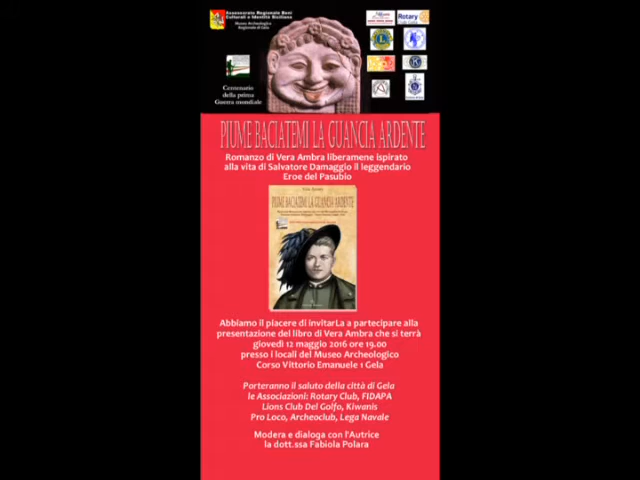 Assessorato Regionale Beni
Culturali e Identità Siciliana
Museo Archeologico
Regionale di Gela
Rotary
Centenario
della prima
Guerra mondiale
PIUME BACIATEMI LA GUANCIA ARDENTE
Romanzo di Vera Ambra liberamene ispirato
alla vita di Salvatore Damaggio il leggendario
Eroe del Pasubio
PIUME BACIATEMI LA GUANCIA ARDENTE
Abbiamo il piacere di invitarLa a partecipare alla
presentazione del libro di Vera Ambra che si terrà
giovedì 12 maggio 2016 ore 19.00
presso i locali del Museo Archeologico
Corso Vittorio Emanuele 1 Gela
Porteranno il saluto della città di Gela
le Associazioni: Rotary Club, FIDAPA
Lions Club Del Golfo, Kiwanis
Pro Loco, Archeoclub, Lega Navale
Modera e dialoga con l'Autrice
la dott.ssa Fabiola Polara